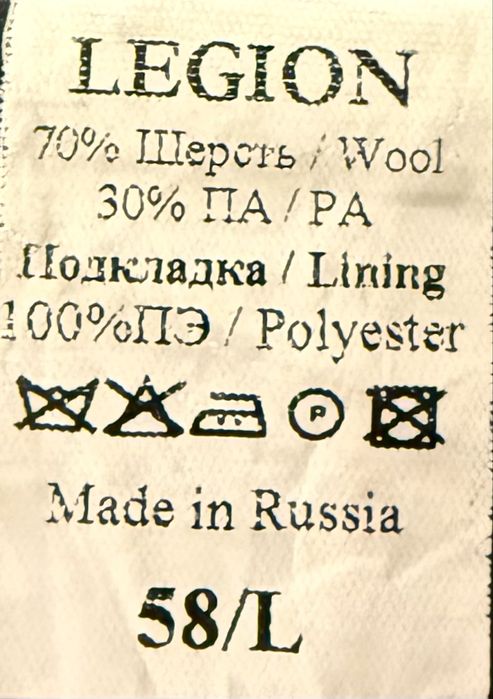 LEGION
70% Шерсть / Wool
30% ПА / PA
Подкладка / Lining
100%ПЭ / Polyester
P
Made in Russia
58/L